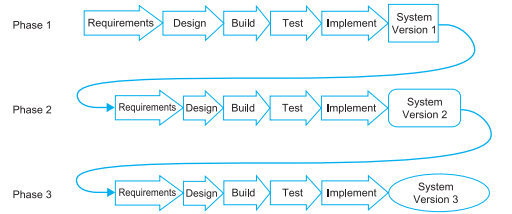 Phase 1 Requirements Design Build Test Implement System
Version 1
Phase 2 Requirements Design Build Test Implement System
Version 2
Phase 3 Requirements Design Build Test Implement System
Version 3